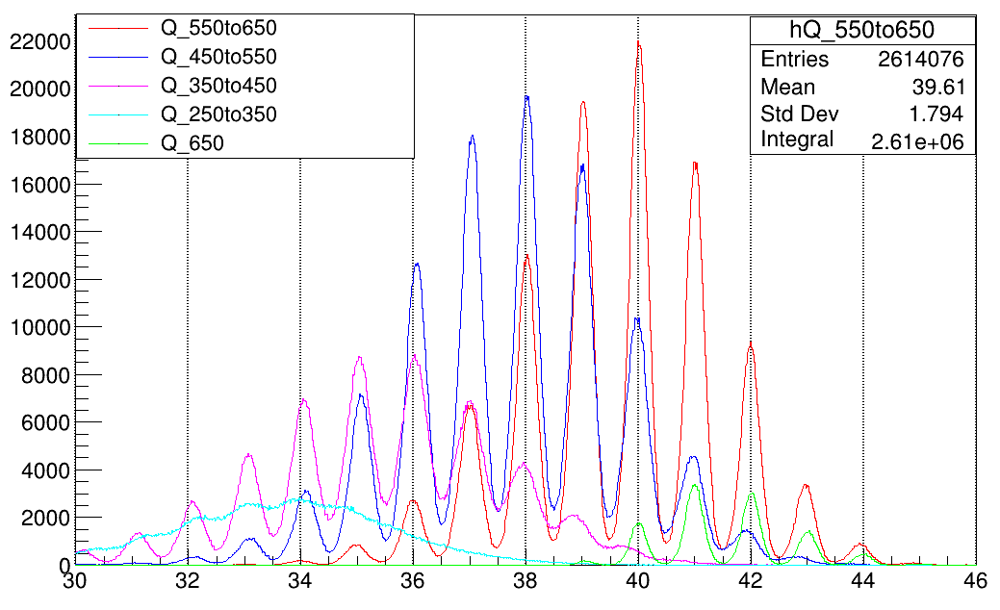 Q_550to650
Q_450to550
Q_350to450
Q_250to350
Q_650
hQ_550to650
Entries 2614076
Mean 39.61
Std Dev 1.794
Integral 2.61e+06
22000
20000
18000
16000
14000
12000
10000
8000
6000
4000
2000
0
30 32 34 36 38 40 42 44 46